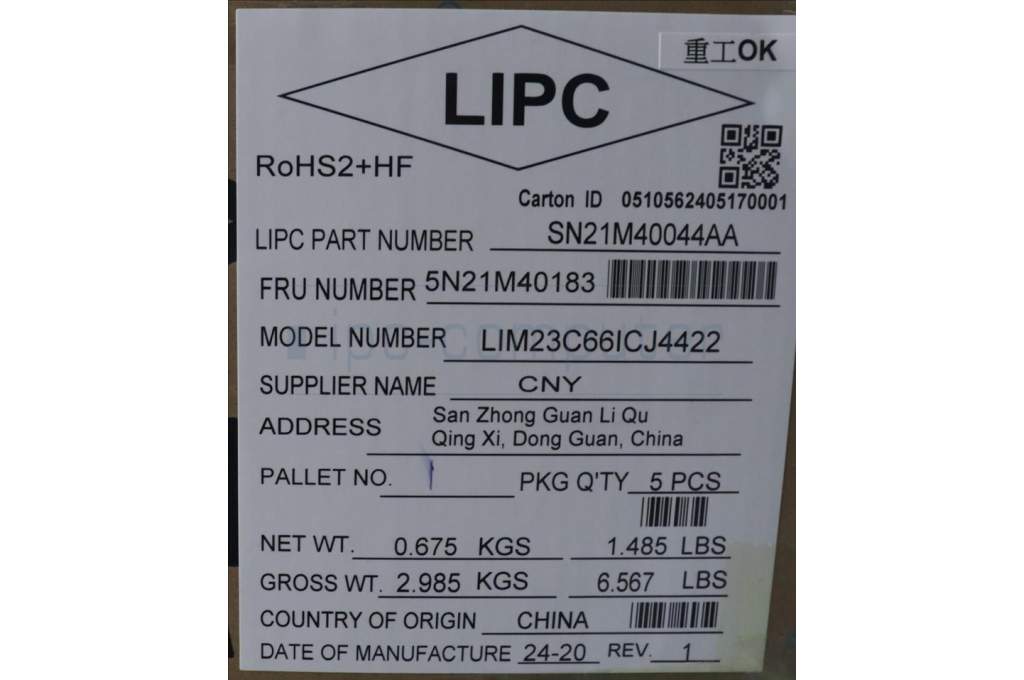 重工OK
LIPC
RoHS2+HF
Carton ID 0510562405170001
LIPC PART NUMBER SN21M40044AA
FRU NUMBER 5N21M40183
MODEL NUMBER LIM23C66ICJ4422
ipc computer
SUPPLIER NAME CNY
ADDRESS San Zhong Guan Li Qu
Qing Xi, Dong Guan, China
PALLET NO. 1 PKG Q'TY 5 PCS
NET WT. 0.675 KGS 1.485 LBS
GROSS WT. 2.985 KGS 6.567 LBS
COUNTRY OF ORIGIN CHINA
DATE OF MANUFACTURE 24-20 REV. 1